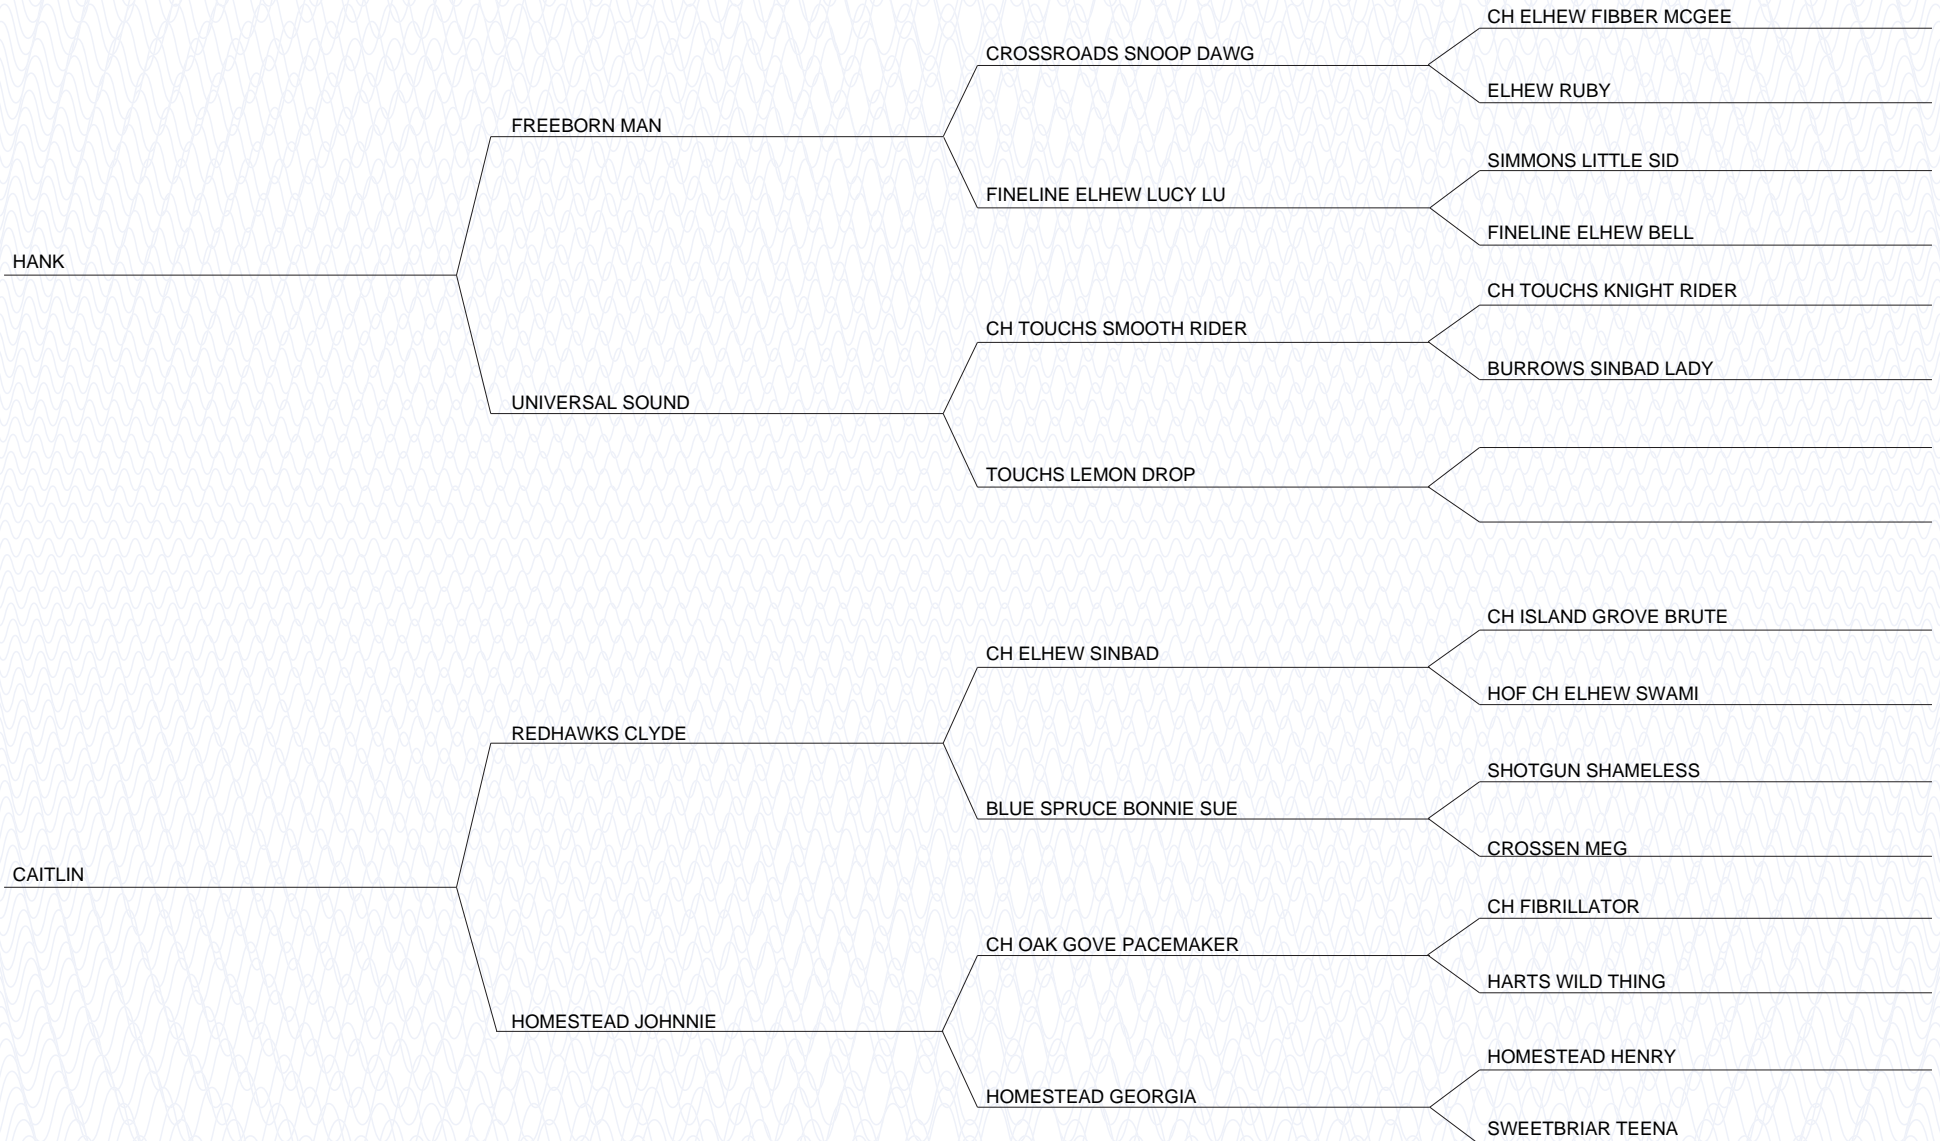 CH ELHEW FIBBER MCGEE
CROSSROADS SNOOP DAWG
ELHEW RUBY
FREEBORN MAN
SIMMONS LITTLE SID
FINELINE ELHEW LUCY LU
FINELINE ELHEW BELL
HANK
CH TOUCHS KNIGHT RIDER
CH TOUCHS SMOOTH RIDER
BURROWS SINBAD LADY
UNIVERSAL SOUND
TOUCHS LEMON DROP
CH ISLAND GROVE BRUTE
CH ELHEW SINBAD
HOF CH ELHEW SWAMI
REDHAWKS CLYDE
SHOTGUN SHAMELESS
BLUE SPRUCE BONNIE SUE
CROSSEN MEG
CAITLIN
CH FIBRILLATOR
CH OAK GOVE PACEMAKER
HARTS WILD THING
HOMESTEAD JOHNNIE
HOMESTEAD HENRY
HOMESTEAD GEORGIA
SWEETBRIAR TEENA